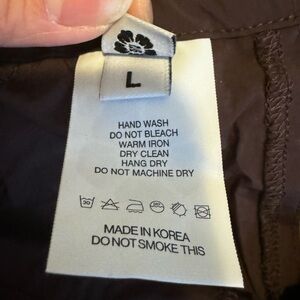 L
HAND WASH
DO NOT BLEACH
WARM IRON
DRY CLEAN
HANG DRY
DO NOT MACHINE DRY
30
MADE IN KOREA
DO NOT SMOKE THIS